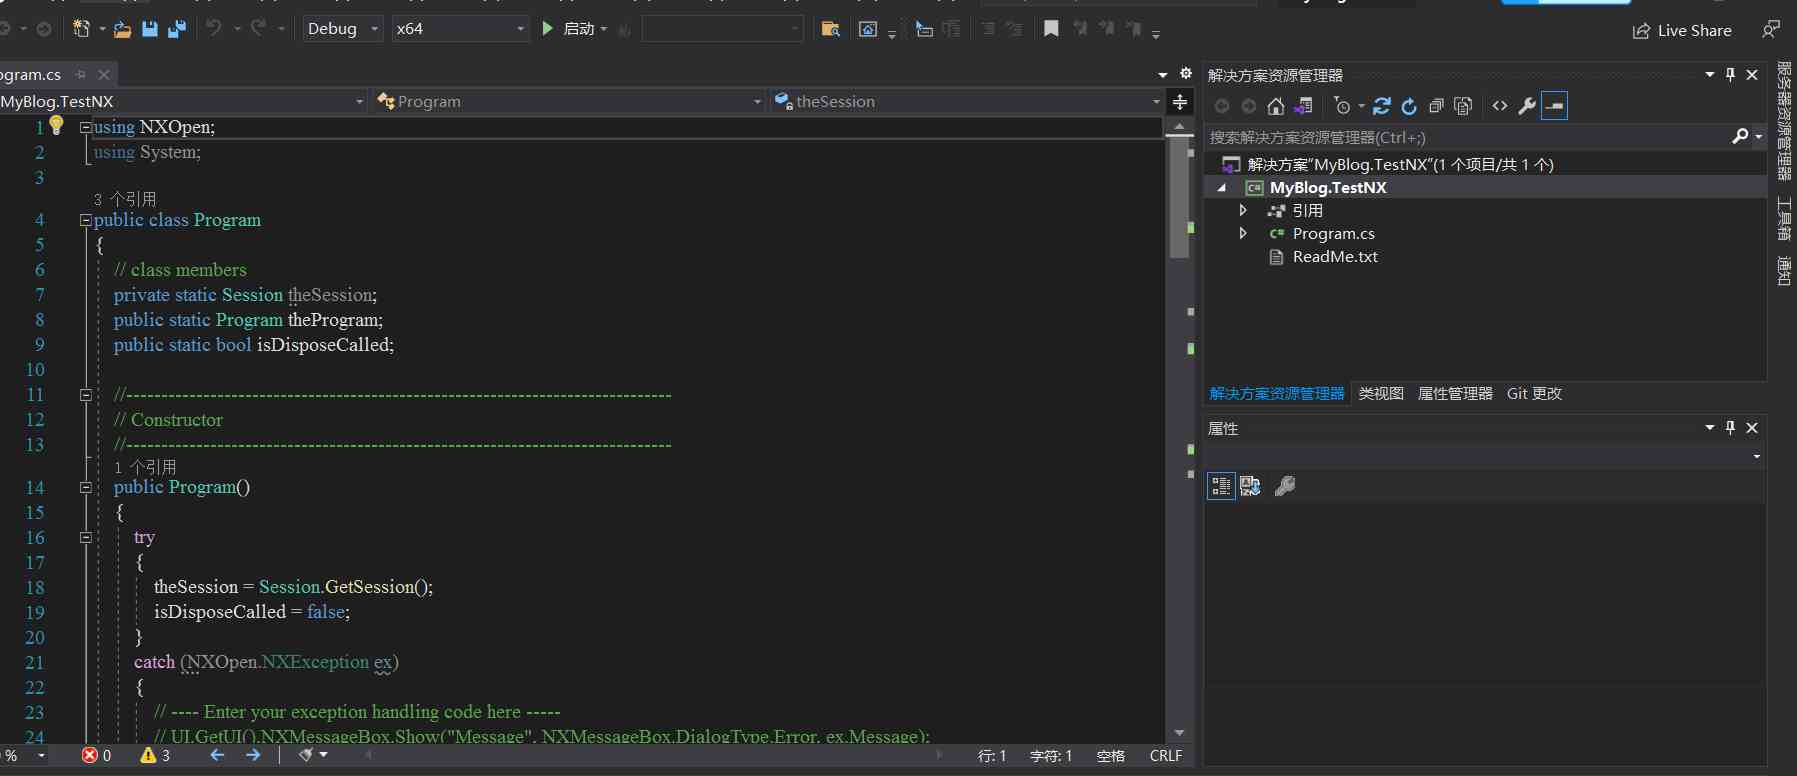 Debug
x64
启动
Live Share
ogram.cs
MyBlog.TestNX
Program
theSession
1 using NXOpen;
2 using System;
3
3 个引用
4 public class Program
5 {
6 // class members
7 private static Session theSession;
8 public static Program theProgram;
9 public static bool isDisposeCalled;
10
11 //------------------------------------------------------------------------------
12 // Constructor
13 //------------------------------------------------------------------------------
1 个引用
14 public Program()
15 {
16 try
17 {
18 theSession = Session.GetSession();
19 isDisposeCalled = false;
20 }
21 catch (NXOpen.NXException ex)
22 {
23 // ---- Enter your exception handling code here -----
24 // UI.GetUI().NXMessageBox.Show("Message", NXMessageBox.DialogType.Error, ex.Message);
%
0
3
行: 1
字符: 1
空格
CRLF
解决方案资源管理器
搜索解决方案资源管理器(Ctrl+;)
解决方案"MyBlog.TestNX"(1 个项目/共 1 个)
C# MyBlog.TestNX
引用
C# Program.cs
ReadMe.txt
解决方案资源管理器
类视图
属性管理器
Git 更改
属性
服务器资源管理器
工具箱
通知